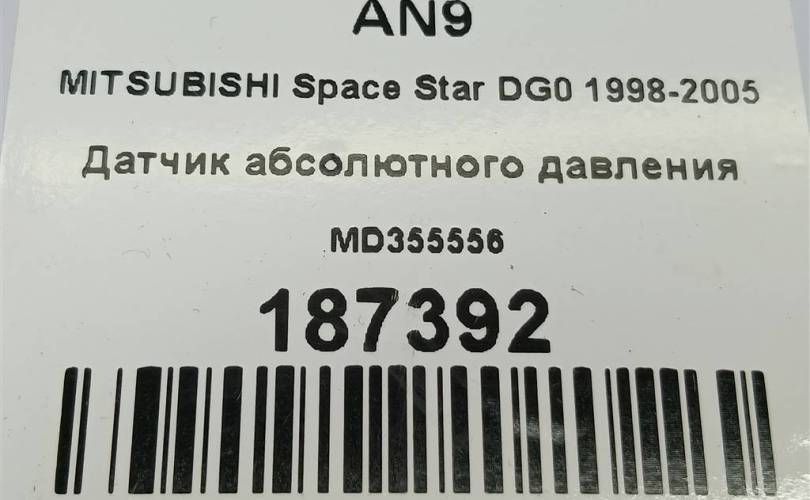 AN9
MITSUBISHI Space Star DG0 1998-2005
Датчик абсолютного давления
MD355556
187392